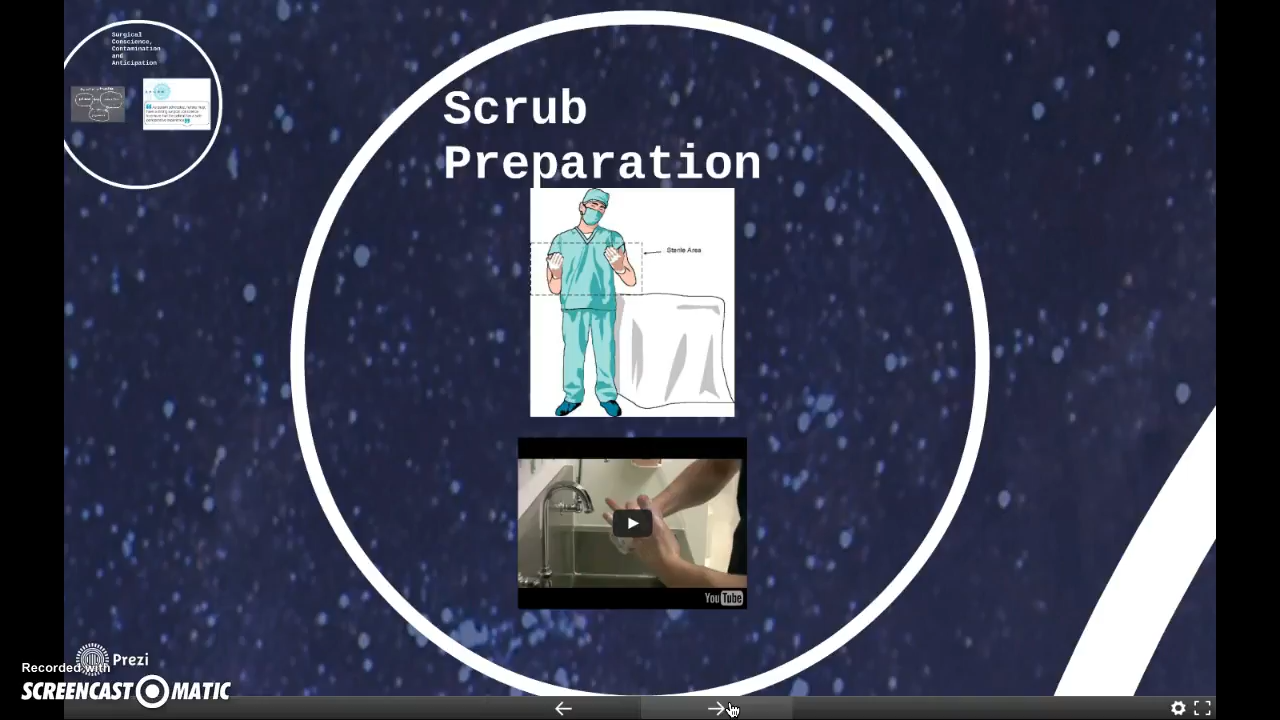 Surgical
Conscience,
Contamination
and
Anticipation
Scrub
Preparation
Sterile Area
YouTube
Prezi
Recorded with
SCREENCAST MATIC